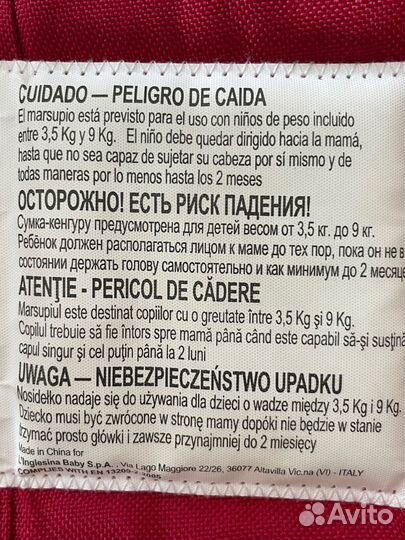 CUIDADO — PELIGRO DE CAIDA
El marsupio está previsto para el uso con niños de peso incluido
entre 3,5 Kg y 9 Kg. El niño debe quedar dirigido hacia la mamá,
hasta que no sea capaz de sujetar su cabeza por sí mismo y de
todas maneras por lo menos hasta los 2 meses
ОСТОРОЖНО! ЕСТЬ РИСК ПАДЕНИЯ!
Сумка-кенгуру предусмотрена для детей весом от 3,5 кг. до 9 кг.
Ребёнок должен располагаться лицом к маме до тех пор, пока он не в
состоянии держать голову самостоятельно и как минимум до 2 месяце
ATENŢIE - PERICOL DE CĂDERE
Marsupiul este destinat copiilor cu o greutate între 3,5 Kg şi 9 Kg.
Copilul trebuie să fie întors spre mamă până când este capabil să-şi susţină
capul singur şi cel puţin până la 2 luni
UWAGA — NIEBEZPIECZEŃSTWO UPADKU
Nosidełko nadaje się do używania dla dzieci o wadze między 3,5 Kg i 9 Kg.
Dziecko musi być zwrócone w stronę mamy dopóki nie będzie w stanie
trzymać prosto główki i zawsze przynajmniej do 2 miesięcy
Made in China for
L'Inglesina Baby S.p.A., Via Lago Maggiore 22/26, 36077 Altavilla Vic.na (VI) - ITALY
COMPLIES WITH EN
Avito